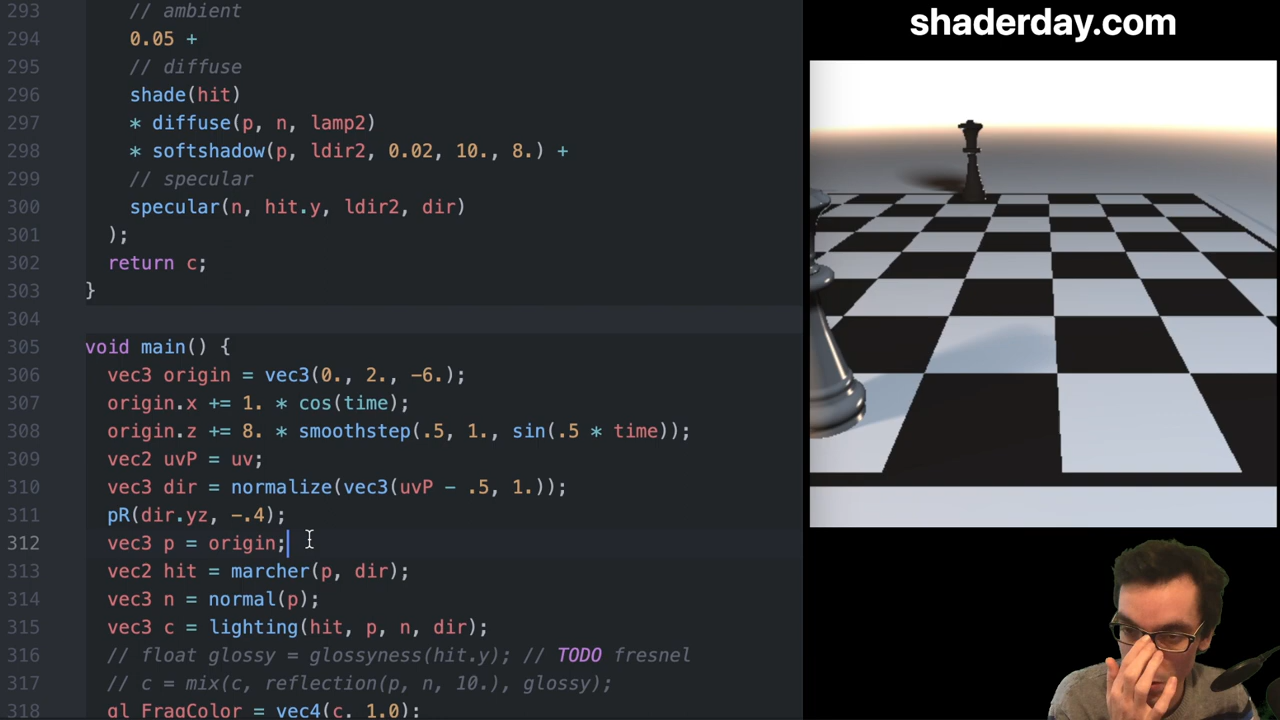 293 // ambient
294 0.05 +
295 // diffuse
296 shade(hit)
297 * diffuse(p, n, lamp2)
298 * softshadow(p, ldir2, 0.02, 10., 8.) +
299 // specular
300 specular(n, hit.y, ldir2, dir)
301 );
302 return c;
303 }
304
305 void main() {
306 vec3 origin = vec3(0., 2., -6.);
307 origin.x += 1. * cos(time);
308 origin.z += 8. * smoothstep(.5, 1., sin(.5 * time));
309 vec2 uvP = uv;
310 vec3 dir = normalize(vec3(uvP - .5, 1.));
311 pR(dir.yz, -.4);
312 vec3 p = origin;
313 vec2 hit = marcher(p, dir);
314 vec3 n = normal(p);
315 vec3 c = lighting(hit, p, n, dir);
316 // float glossy = glossyness(hit.y); // TODO fresnel
317 // c = mix(c, reflection(p, n, 10.), glossy);
318 gl_FragColor = vec4(c, 1.0);
shaderday.com